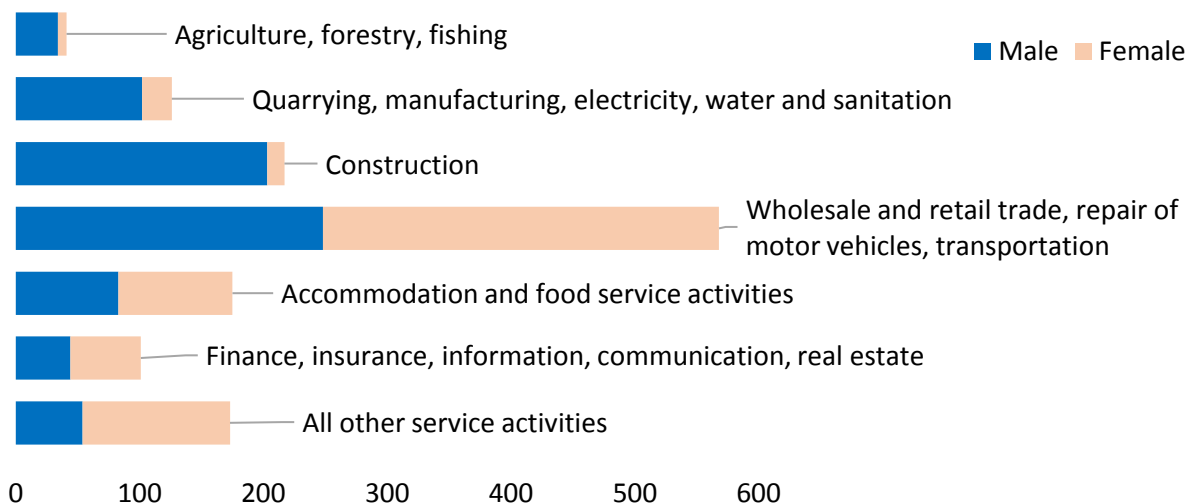 Agriculture, forestry, fishing
Male Female
Quarrying, manufacturing, electricity, water and sanitation
Construction
Wholesale and retail trade, repair of
motor vehicles, transportation
Accommodation and food service activities
Finance, insurance, information, communication, real estate
All other service activities
0 100 200 300 400 500 600